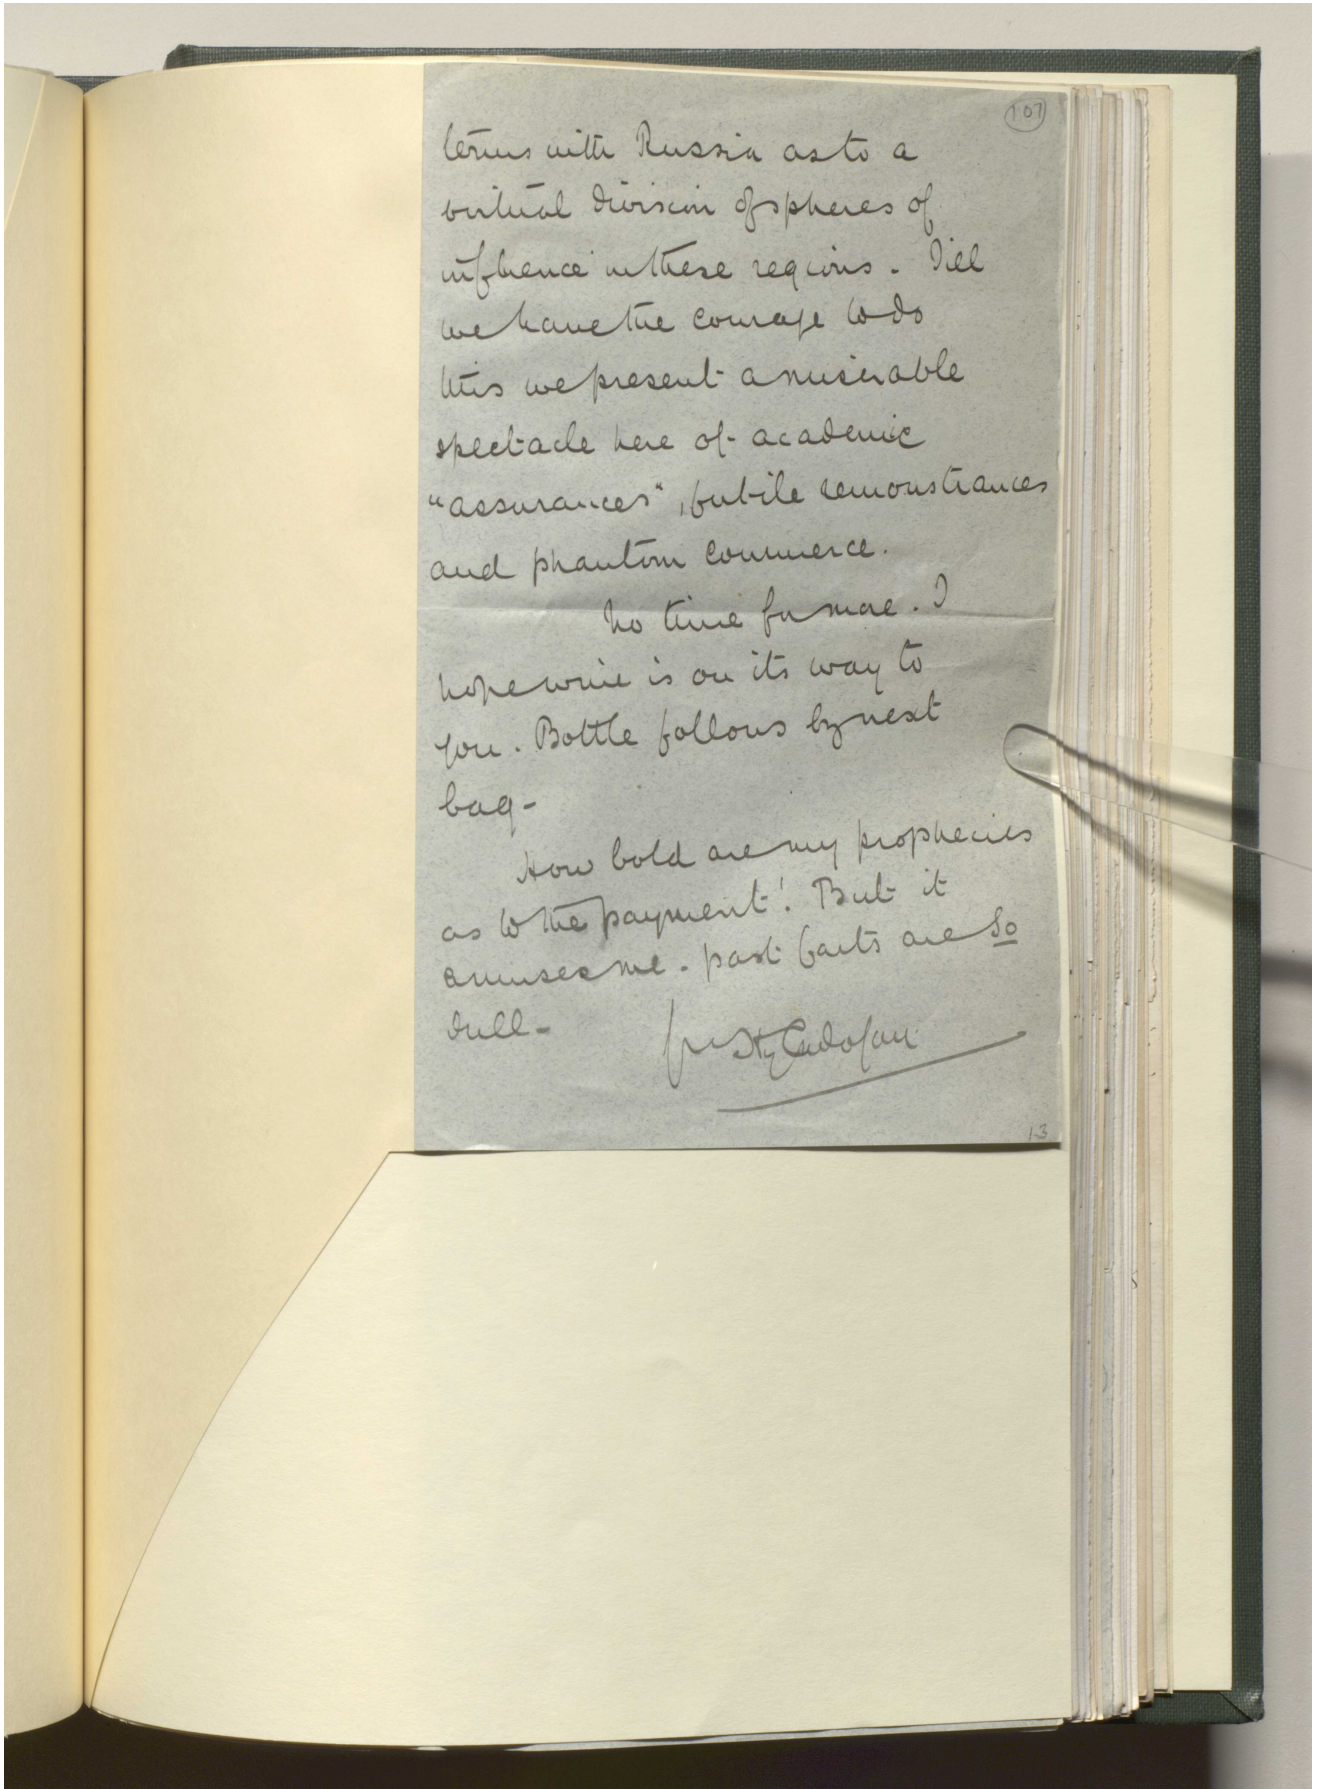 107
terms with Russia as to a
virtual division of spheres of
influence in these regions. Till
we have the courage to do
this we present a miserable
spectacle here of academic
"assurances", futile remonstrances
and phantom commerce.
No time for more. I
hope wine is on its way to
you. Bottle follows by next
bag -
How bold are my prophecies
as to the payment! But it
amuses me. past facts are so
dull -
Hy Cadogan
13